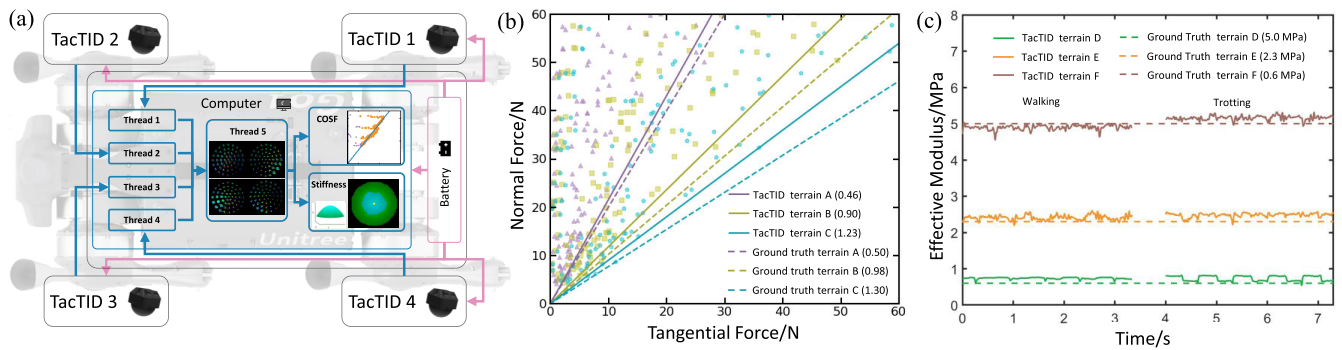 (a)
TacTID 2
TacTID 1
Computer
Thread 1
Thread 2
Thread 3
Thread 4
Thread 5
COSF
Stiffness
Battery
Unitree
TacTID 3
TacTID 4
(b)
Normal Force/N
60
50
40
30
20
10
0
0 10 20 30 40 50 60
Tangential Force/N
TacTID terrain A (0.46)
TacTID terrain B (0.90)
TacTID terrain C (1.23)
Ground truth terrain A (0.50)
Ground truth terrain B (0.98)
Ground truth terrain C (1.30)
(c)
Effective Modulus/MPa
8
7
6
5
4
3
2
1
0
TacTID terrain D
TacTID terrain E
TacTID terrain F
Ground Truth terrain D (5.0 MPa)
Ground Truth terrain E (2.3 MPa)
Ground Truth terrain F (0.6 MPa)
Walking
Trotting
0 1 2 3 4 5 6 7
Time/s